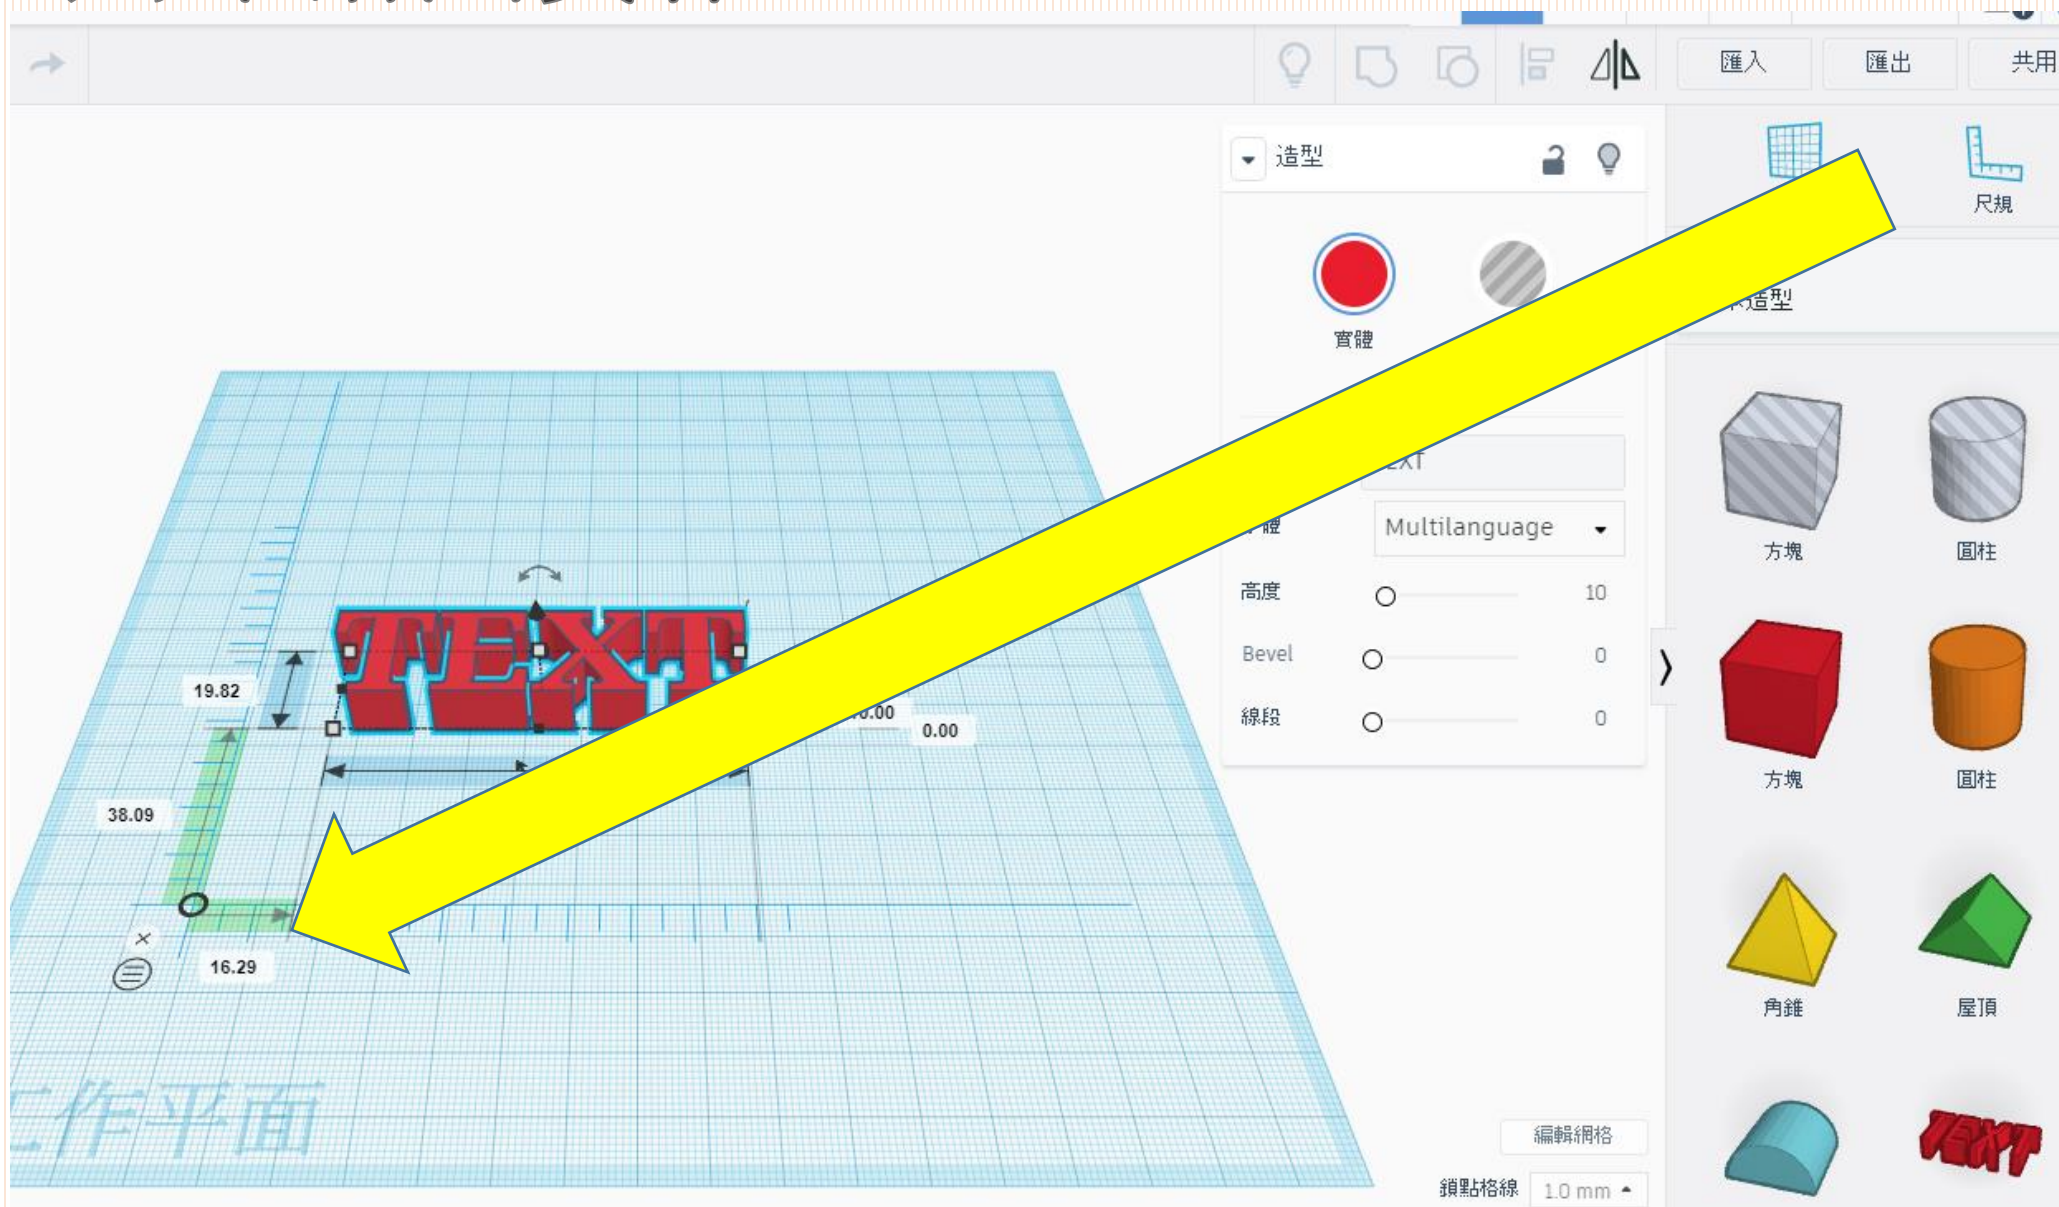 匯入
匯出
共用
造型
尺規
實體
造型
Multilanguage
高度
10
Bevel
0
線段
0
TEXT
19.82
0.00
38.09
16.29
工作平面
方塊
圓柱
方塊
圓柱
角錐
屋頂
TEXT
編輯網格
鎖點格線
1.0 mm